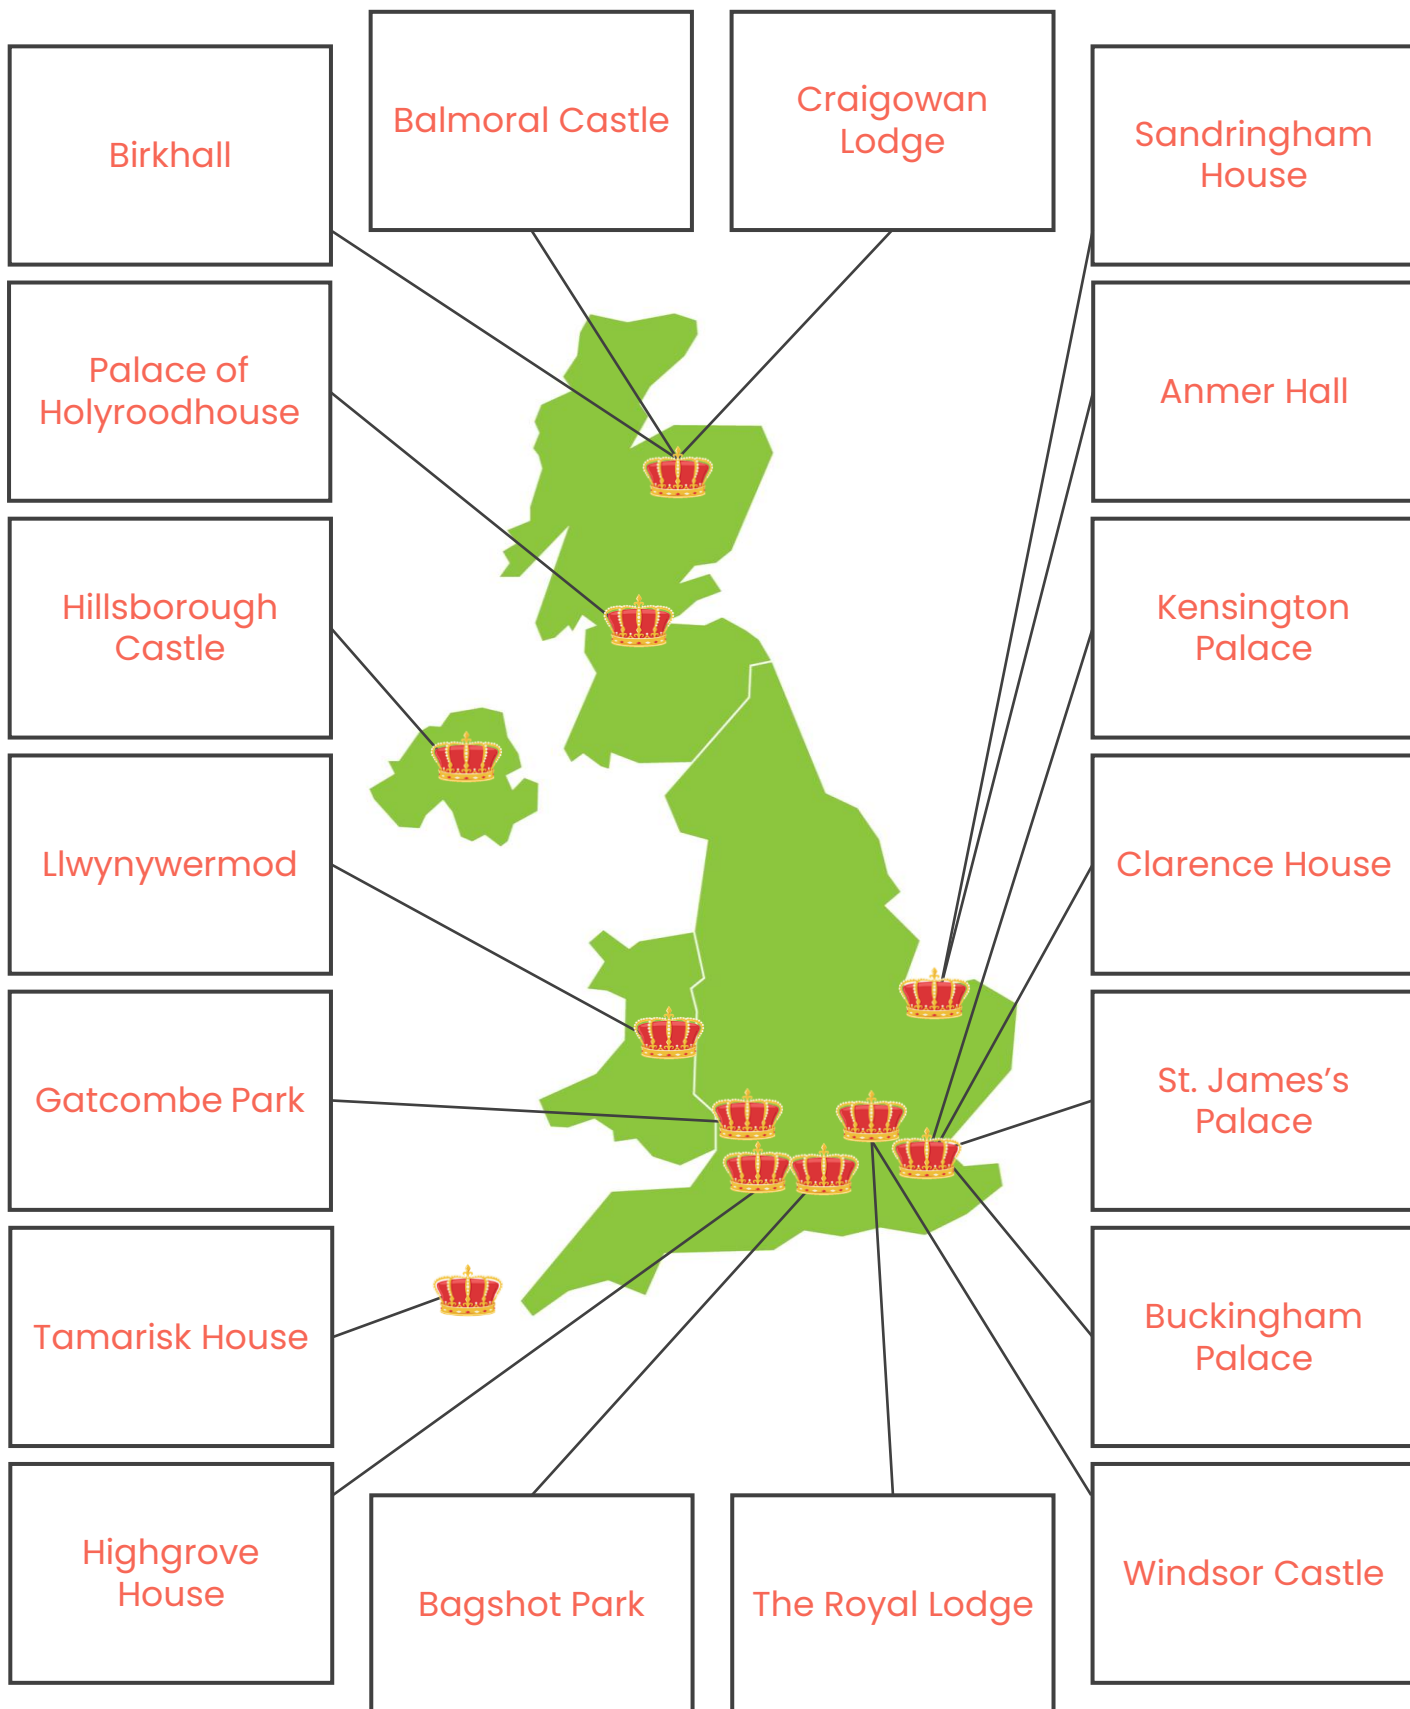 Birkhall
Balmoral Castle
Craigowan
Lodge
Sandringham
House
Palace of
Holyroodhouse
Anmer Hall
Hillsborough
Castle
Kensington
Palace
Llwynywermod
Clarence House
Gatcombe Park
St. James’s
Palace
Tamarisk House
Buckingham
Palace
Highgrove
House
Bagshot Park
The Royal Lodge
Windsor Castle